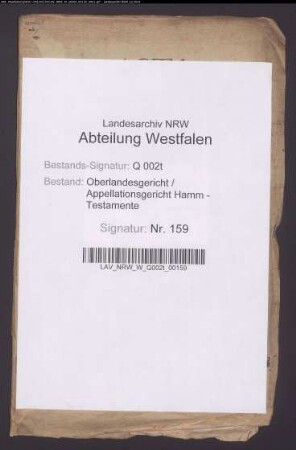 Landesarchiv NRW
Abteilung Westfalen
Bestands-Signatur: Q 002t
Bestand: Oberlandesgericht /
Appellationsgericht Hamm -
Testamente
Signatur: Nr. 159
LAV_NRW_W_Q002t_00159